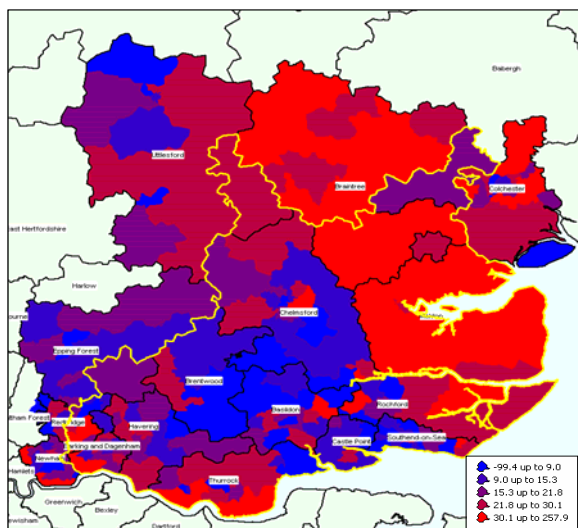 Babergh
Uttlesford
Braintree
Colchester
East Hertfordshire
Harlow
Chelmsford
Epping Forest
Brentwood
Rochford
Basildon
Havering
Redbridge
Barking and Dagenham
Castle Point
Southend-on-Sea
Newham
Thurrock
Greenwich
Bexley
Dartford
-99.4 up to 9.0
9.0 up to 15.3
15.3 up to 21.8
21.8 up to 30.1
30.1 up to 257.9